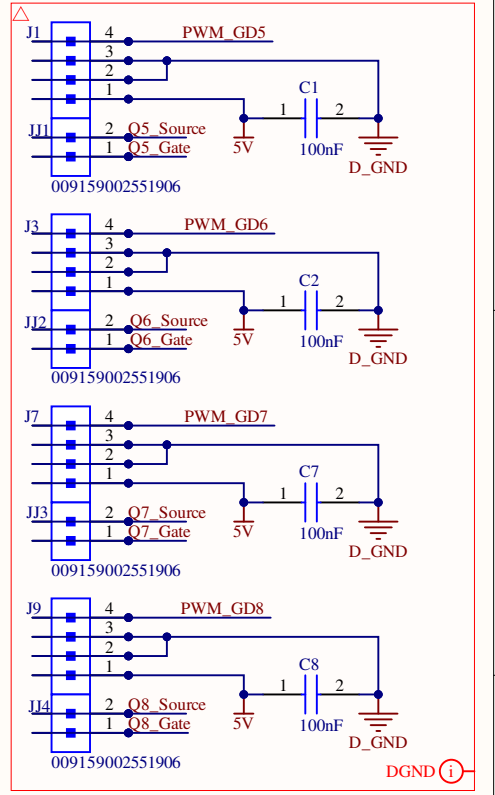 J1 4 PWM_GD5
3
2
1
C1
1 2
100nF
5V
D_GND
JJ1 2 Q5_Source
1 Q5_Gate
009159002551906
J3 4 PWM_GD6
3
2
1
C2
1 2
100nF
5V
D_GND
JJ2 2 Q6_Source
1 Q6_Gate
009159002551906
J7 4 PWM_GD7
3
2
1
C7
1 2
100nF
5V
D_GND
JJ3 2 Q7_Source
1 Q7_Gate
009159002551906
J9 4 PWM_GD8
3
2
1
C8
1 2
100nF
5V
D_GND
JJ4 2 Q8_Source
1 Q8_Gate
009159002551906
DGND i